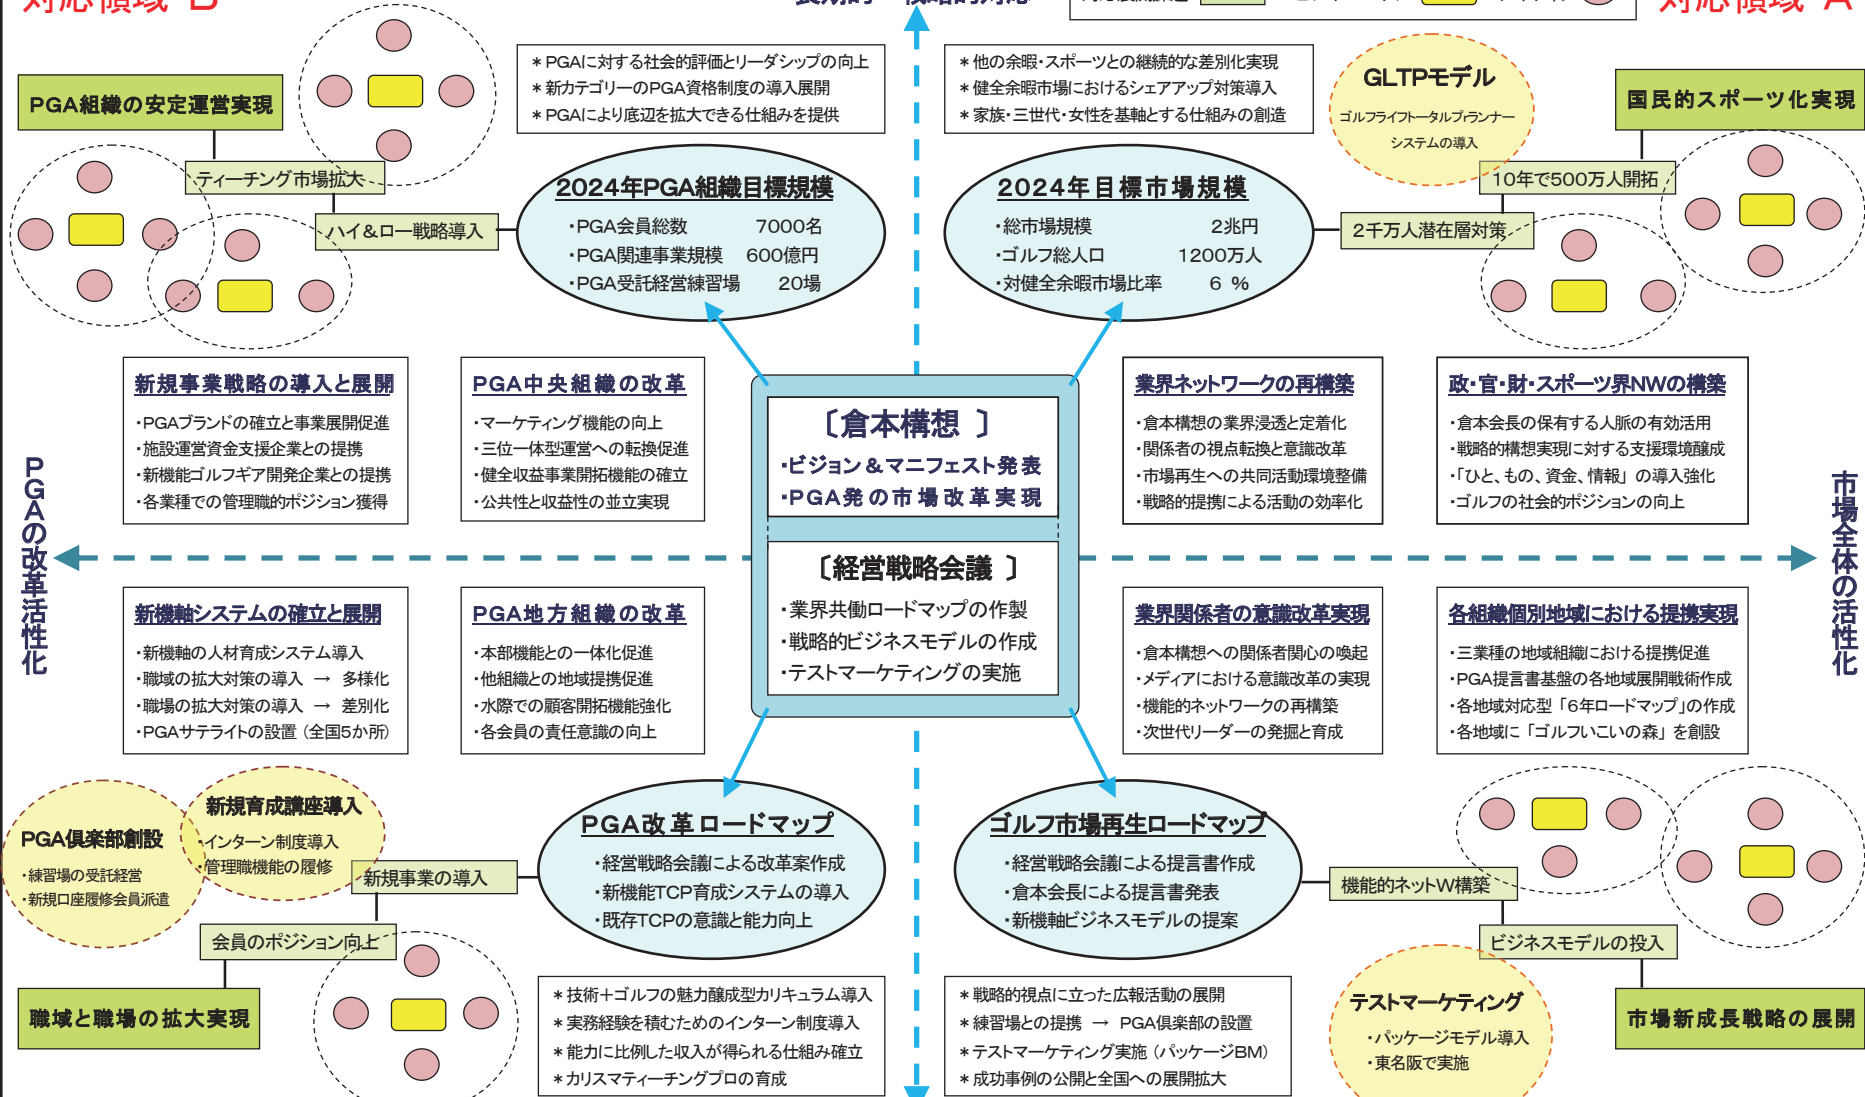 対応領域 B
対応領域 A
PGA組織の安定運営実現
ティーチング市場拡大
ハイ＆ロー戦略導入
＊PGAに対する社会的評価とリーダシップの向上
＊新カテゴリーのPGA資格制度の導入展開
＊PGAにより底辺を拡大できる仕組みを提供
2024年PGA組織目標規模
・PGA会員総数 7000名
・PGA関連事業規模 600億円
・PGA受託経営練習場 20場
＊他の余暇・スポーツとの継続的な差別化実現
＊健全余暇市場におけるシェアアップ対策導入
＊家族・三世代・女性を基軸とする仕組みの創造
2024年目標市場規模
・総市場規模 2兆円
・ゴルフ総人口 1200万人
・対健全余暇市場比率 6 %
GLTPモデル
ゴルフライフトータルプランナー
システムの導入
国民的スポーツ化実現
10年で500万人開拓
2千万人潜在層対策
新規事業戦略の導入と展開
・PGAブランドの確立と事業展開促進
・施設運営資金支援企業との提携
・新機能ゴルフギア開発企業との提携
・各業種での管理職的ポジション獲得
PGA中央組織の改革
・マーケティング機能の向上
・三位一体型運営への転換促進
・健全収益事業開拓機能の確立
・公共性と収益性の並立実現
〔倉本構想 〕
・ビジョン＆マニフェスト発表
・PGA発の市場改革実現
〔経営戦略会議 〕
・業界共働ロードマップの作製
・戦略的ビジネスモデルの作成
・テストマーケティングの実施
業界ネットワークの再構築
・倉本構想の業界浸透と定着化
・関係者の視点転換と意識改革
・市場再生への共同活動環境整備
・戦略的提携による活動の効率化
政・官・財・スポーツ界NWの構築
・倉本会長の保有する人脈の有効活用
・戦略的構想実現に対する支援環境醸成
・「ひと、もの、資金、情報」の導入強化
・ゴルフの社会的ポジションの向上
PGAの改革活性化
市場全体の活性化
新機軸システムの確立と展開
・新機軸の人材育成システム導入
・職域の拡大対策の導入 → 多様化
・職場の拡大対策の導入 → 差別化
・PGAサテライトの設置（全国5か所）
PGA地方組織の改革
・本部機能との一体化促進
・他組織との地域提携促進
・水際での顧客開拓機能強化
・各会員の責任意識の向上
業界関係者の意識改革実現
・倉本構想への関係者関心の喚起
・メディアにおける意識改革の実現
・機能的ネットワークの再構築
・次世代リーダーの発掘と育成
各組織個別地域における提携実現
・三業種の地域組織における提携促進
・PGA提言書基盤の各地域展開戦術作成
・各地域対応型「6年ロードマップ」の作成
・各地域に「ゴルフいこいの森」を創設
PGA倶楽部創設
・練習場の受託経営
・新規口座履修会員派遣
新規育成講座導入
・インターン制度導入
・管理職機能の履修
新規事業の導入
会員のポジション向上
職域と職場の拡大実現
PGA改革ロードマップ
・経営戦略会議による改革案作成
・新機能TCP育成システムの導入
・既存TCPの意識と能力向上
＊技術＋ゴルフの魅力醸成型カリキュラム導入
＊実務経験を積むためのインターン制度導入
＊能力に比例した収入が得られる仕組み確立
＊カリスマティーチングプロの育成
ゴルフ市場再生ロードマップ
・経営戦略会議による提言書作成
・倉本会長による提言書発表
・新機軸ビジネスモデルの提案
＊戦略的視点に立った広報活動の展開
＊練習場との提携 → PGA倶楽部の設置
＊テストマーケティング実施（パッケージBM）
＊成功事例の公開と全国への展開拡大
機能的ネットW構築
ビジネスモデルの投入
市場新成長戦略の展開
テストマーケティング
・パッケージモデル導入
・東名阪で実施